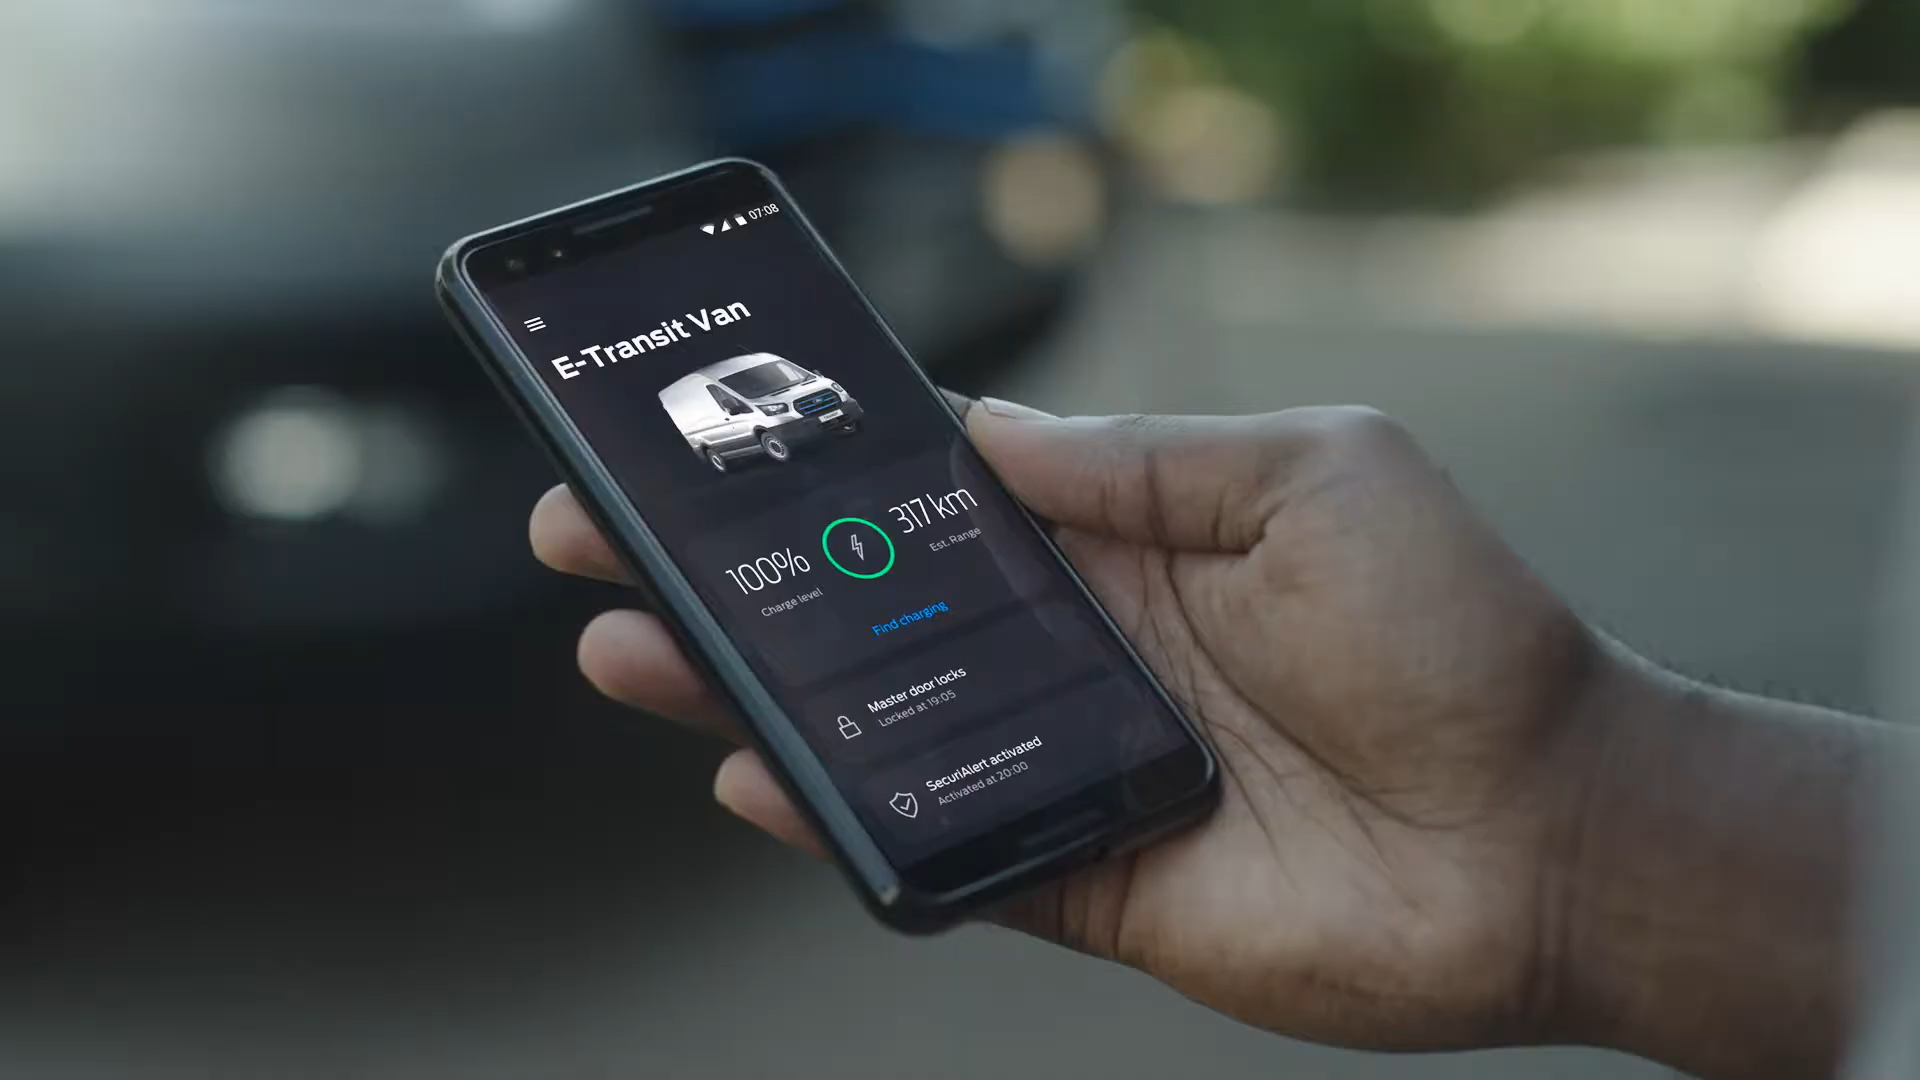 07:08
E-Transit Van
100%
Charge level
317 km
Est. Range
Find charging
Master door locks
Locked at 19:05
SecuriAlert activated
Activated at 20:00